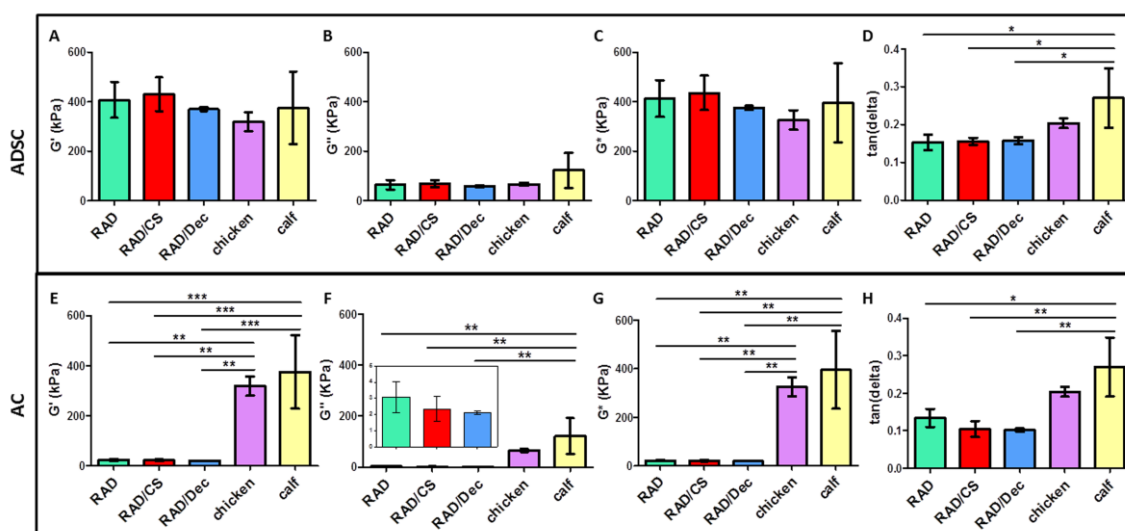 ADSC
A
600
400
200
0
G' (kPa)
RAD
RAD/CS
RAD/Dec
chicken
calf
B
600
400
200
0
G'' (KPa)
RAD
RAD/CS
RAD/Dec
chicken
calf
C
600
400
200
0
G* (KPa)
RAD
RAD/CS
RAD/Dec
chicken
calf
D
*
*
*
0.4
0.3
0.2
0.1
0.0
tan(delta)
RAD
RAD/CS
RAD/Dec
chicken
calf
AC
E
***
***
***
**
**
**
600
400
200
0
G' (kPa)
RAD
RAD/CS
RAD/Dec
chicken
calf
F
**
**
**
600
400
200
0
G'' (KPa)
RAD
RAD/CS
RAD/Dec
chicken
calf
G
**
**
**
**
**
**
600
400
200
0
G* (KPa)
RAD
RAD/CS
RAD/Dec
chicken
calf
H
*
**
**
0.4
0.3
0.2
0.1
0.0
tan(delta)
RAD
RAD/CS
RAD/Dec
chicken
calf